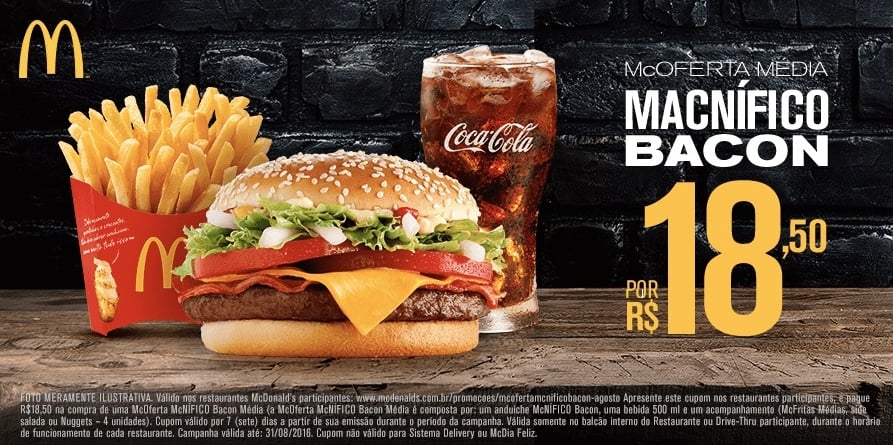 McOFERTA MÉDIA
MACNÍFICO
BACON
POR
R$ 18,50
Coca-Cola
FOTO MERAMENTE ILUSTRATIVA. Válido nos restaurantes McDonald's participantes: www.mcdonalds.com.br/promocoes/mcofertamcnificobacon-agosto Apresente este cupom nos restaurantes participantes, e pague
R$18,50 na compra de uma McOferta McNÍFICO Bacon Média (a McOferta McNÍFICO Bacon Média é composta por: um anduíche McNÍFICO Bacon, uma bebida 500 ml e um acompanhamento (McFritas Médias, side
salada ou Nuggets – 4 unidades). Cupom válido por 7 (sete) dias a partir de sua emissão durante o período da campanha. Válida somente no balcão interno do Restaurante ou Drive-Thru participante, durante o horário
de funcionamento de cada restaurante. Campanha válida até: 31/08/2016. Cupom não válido para Sistema Delivery ou McDia Feliz.